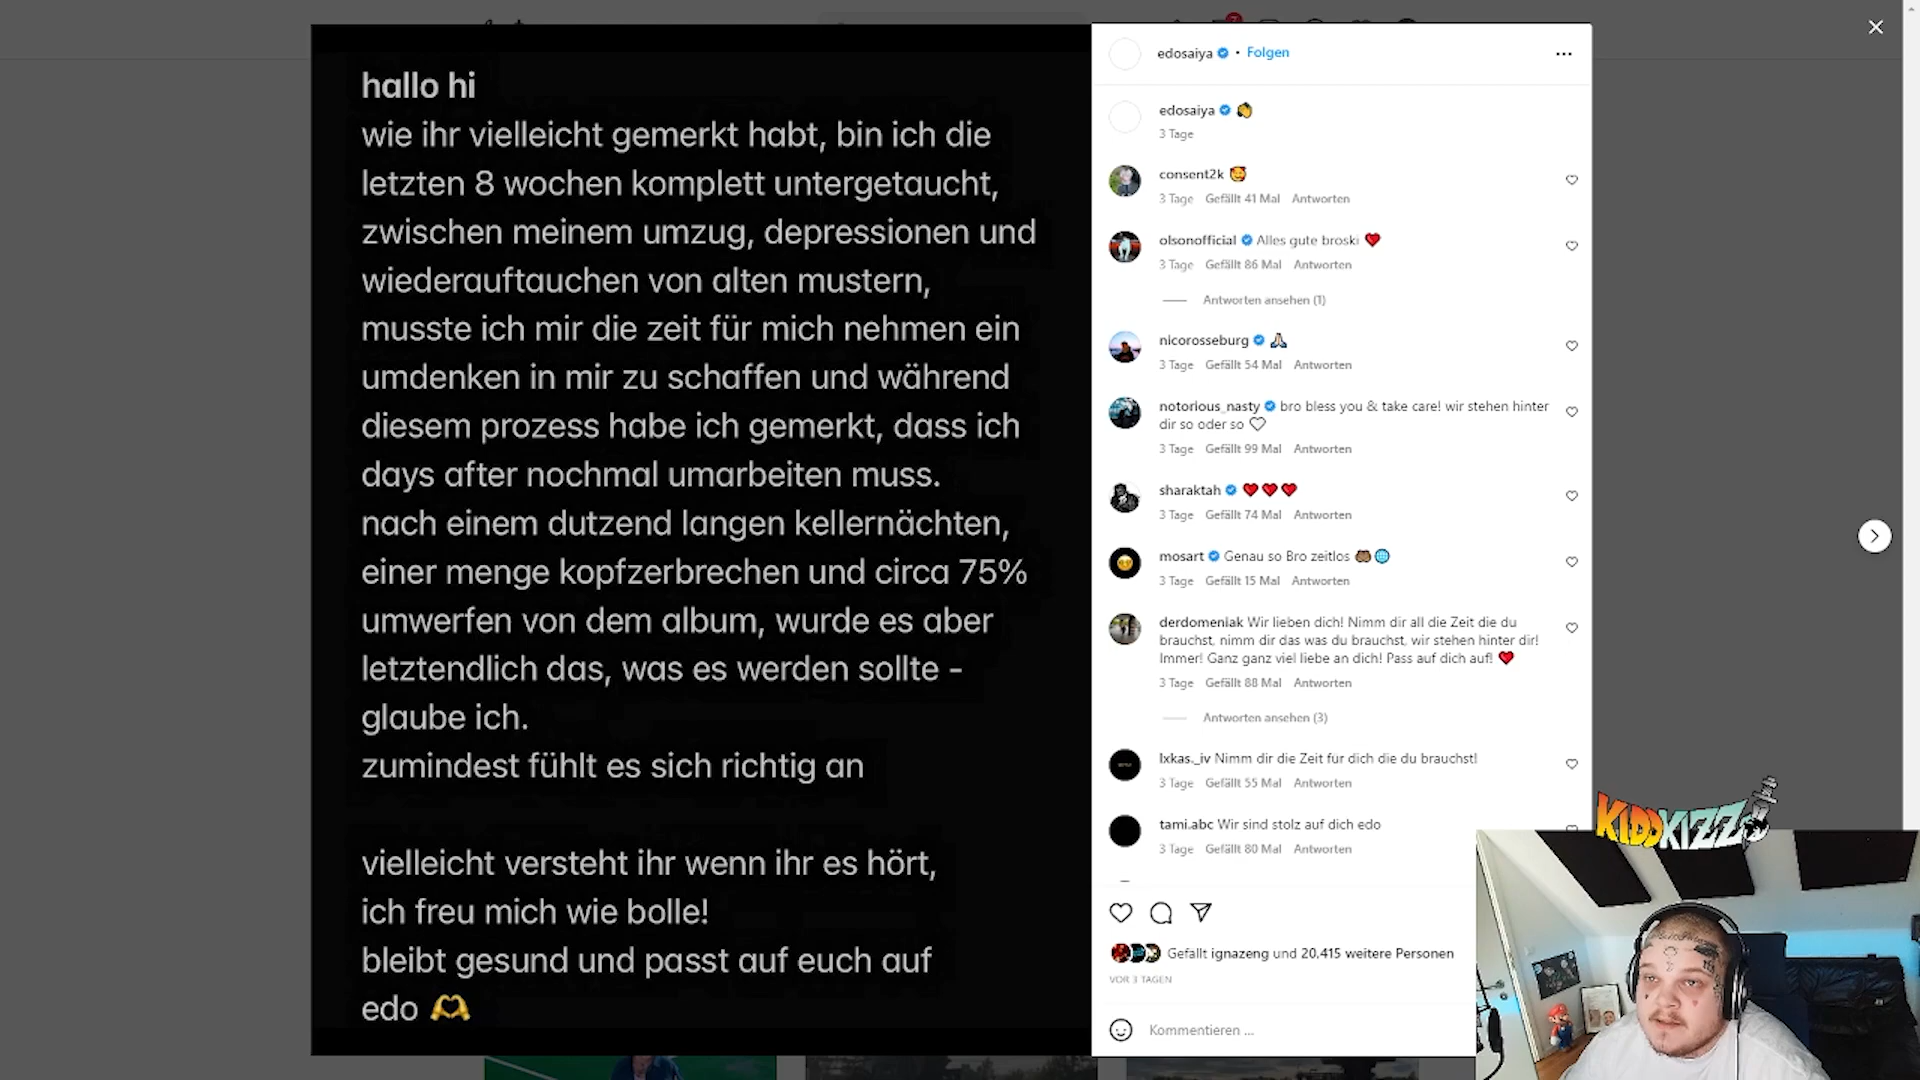 hallo hi
wie ihr vielleicht gemerkt habt, bin ich die
letzten 8 wochen komplett untergetaucht,
zwischen meinem umzug, depressionen und
wiederauftauchen von alten mustern,
musste ich mir die zeit für mich nehmen ein
umdenken in mir zu schaffen und während
diesem prozess habe ich gemerkt, dass ich
days after nochmal umarbeiten muss.
nach einem dutzend langen kellernächten,
einer menge kopfzerbrechen und circa 75%
umwerfen von dem album, wurde es aber
letztendlich das, was es werden sollte -
glaube ich.
zumindest fühlt es sich richtig an
vielleicht versteht ihr wenn ihr es hört,
ich freu mich wie bolle!
bleibt gesund und passt auf euch auf
edo 🫶
edosaiya • Folgen
edosaiya
3 Tage
consent2k 🥰
3 Tage Gefällt 41 Mal Antworten
olsonofficial Alles gute broski ❤️
3 Tage Gefällt 86 Mal Antworten
Antworten ansehen (1)
nicorosseburg 🙏🏻
3 Tage Gefällt 54 Mal Antworten
notorious_nasty bro bless you & take care! wir stehen hinter
dir so oder so 🤍
3 Tage Gefällt 99 Mal Antworten
sharaktah ❤️❤️❤️
3 Tage Gefällt 74 Mal Antworten
mosart Genau so Bro zeitlos
3 Tage Gefällt 15 Mal Antworten
derdomeniak Wir lieben dich! Nimm dir all die Zeit die du
brauchst, nimm dir das was du brauchst, wir stehen hinter dir!
Immer! Ganz ganz viel liebe an dich! Pass auf dich auf! ❤️
3 Tage Gefällt 88 Mal Antworten
Antworten ansehen (3)
lxkas._iv Nimm dir die Zeit für dich die du brauchst!
3 Tage Gefällt 55 Mal Antworten
tami.abc Wir sind stolz auf dich edo
3 Tage Gefällt 80 Mal Antworten
Gefällt ignazeng und 20.415 weitere Personen
VOR 3 TAGEN
Kommentieren ...
KIDDKIZZ